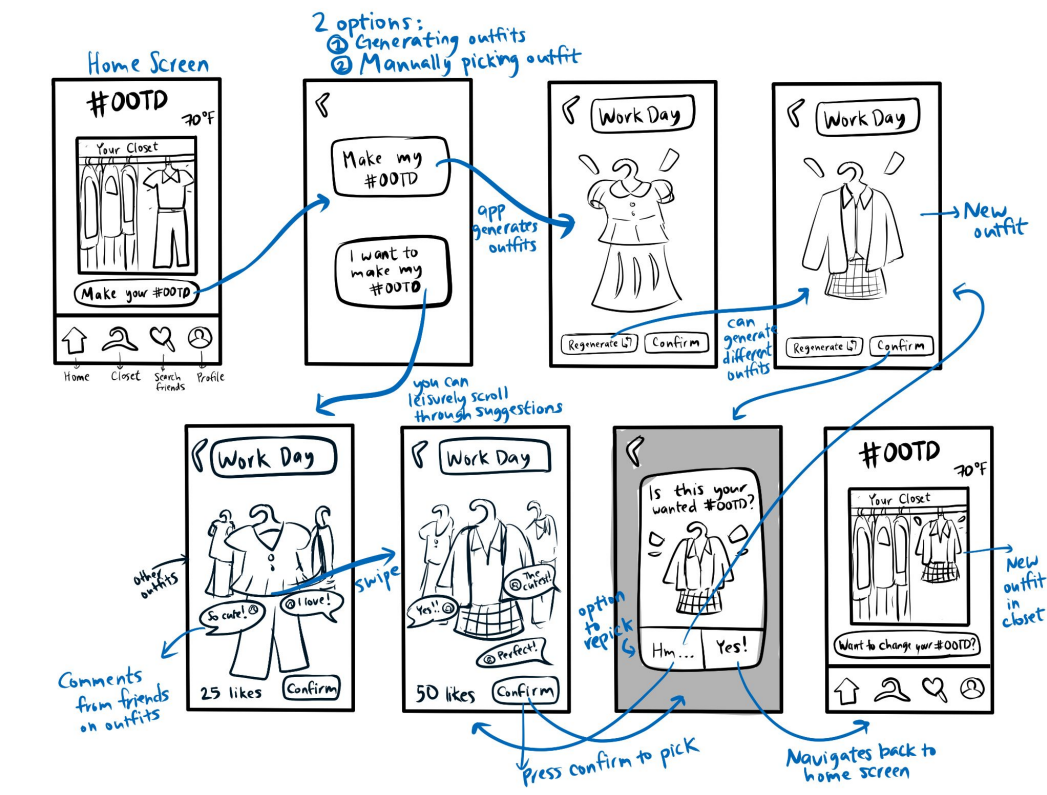 2 options:
① Generating outfits
② Manually picking outfit
Home Screen
#OOTD
70°F
Your Closet
Make your #OOTD
Home
Closet
Search
friends
Profile
Make my
#OOTD
I want to
make my
#OOTD
app
generates
outfits
Work Day
Regenerate
Confirm
can
generate
different
outfits
Work Day
Regenerate
Confirm
New
outfit
you can
leisurely scroll
through suggestions
Work Day
other
outfits
So cute!
I love!
25 likes
Confirm
Comments
from friends
on outfits
swipe
Work Day
Yes!!
The
cutest!
Perfect!
50 likes
Confirm
Press confirm to pick
Is this your
wanted #OOTD?
option
to
repick
Hm...
Yes!
Navigates back to
home screen
#OOTD
70°F
Your Closet
Want to change your #OOTD?
New
outfit
in
closet